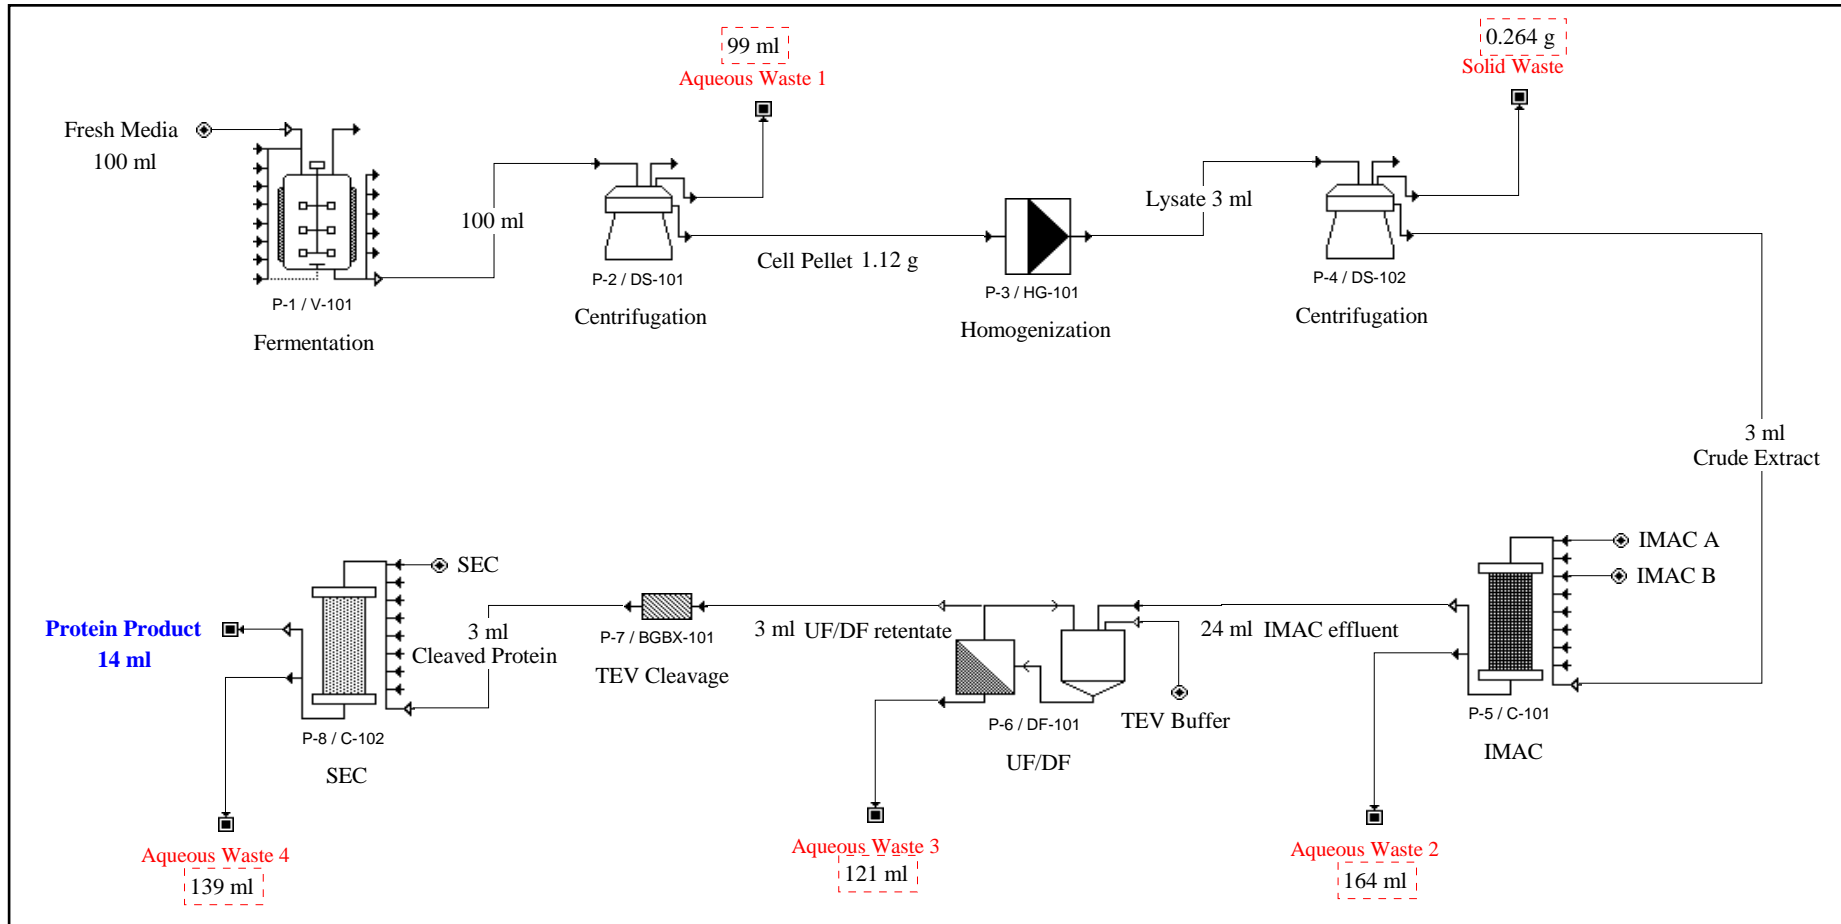 99 ml
Aqueous Waste 1
0.264 g
Solid Waste
Fresh Media
100 ml
100 ml
Lysate 3 ml
Cell Pellet 1.12 g
P-1 / V-101
Fermentation
P-2 / DS-101
Centrifugation
P-3 / HG-101
Homogenization
P-4 / DS-102
Centrifugation
3 ml
Crude Extract
IMAC A
IMAC B
SEC
Protein Product
14 ml
3 ml
Cleaved Protein
P-7 / BGBX-101
TEV Cleavage
3 ml UF/DF retentate
24 ml IMAC effluent
P-8 / C-102
SEC
P-6 / DF-101
UF/DF
TEV Buffer
P-5 / C-101
IMAC
Aqueous Waste 4
139 ml
Aqueous Waste 3
121 ml
Aqueous Waste 2
164 ml